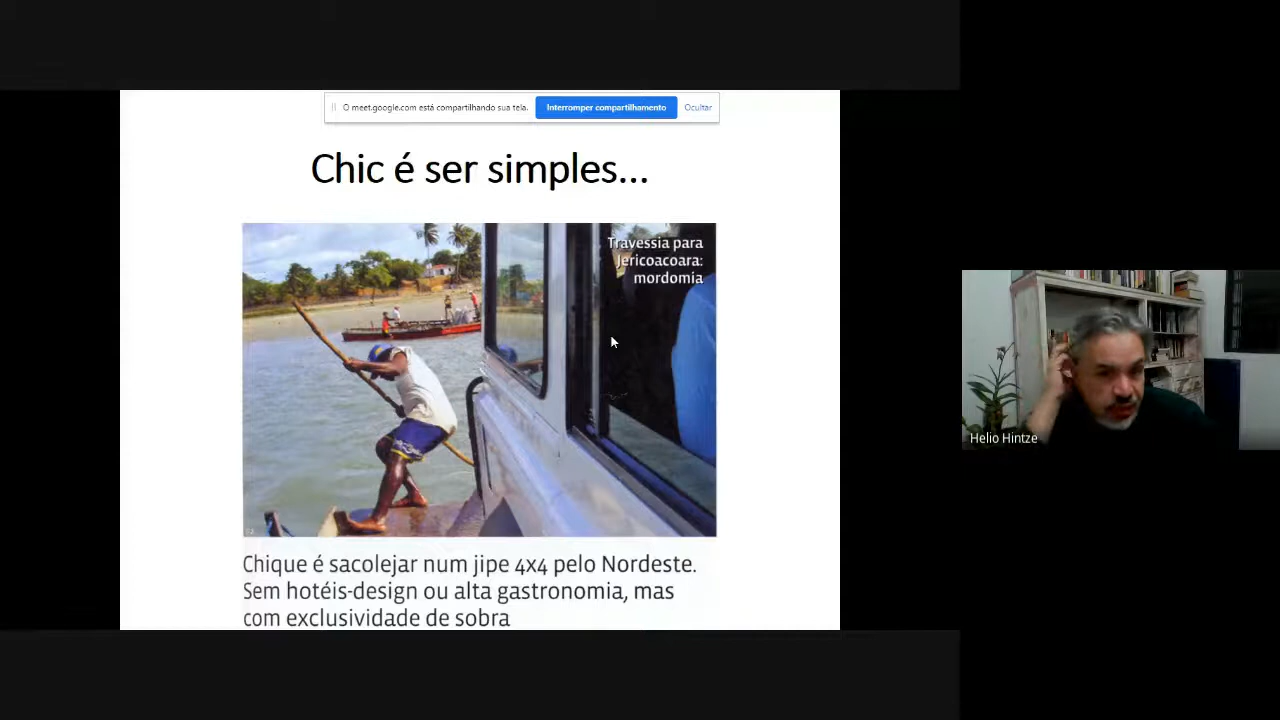 O meet.google.com está compartilhando sua tela.
Interromper compartilhamento
Ocultar
Chic é ser simples...
Travessia para
Jericoacoara:
mordomia
Chique é sacolejar num jipe 4x4 pelo Nordeste.
Sem hotéis-design ou alta gastronomia, mas
com exclusividade de sobra
Helio Hintze